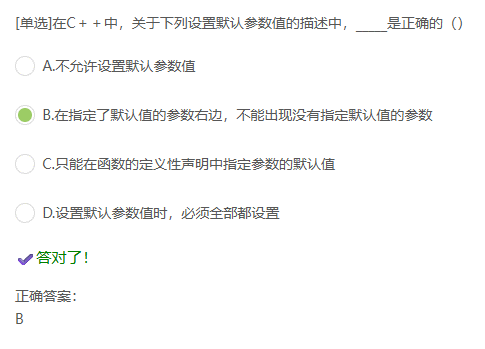 [单选]在C＋＋中，关于下列设置默认参数值的描述中，____是正确的（）
A.不允许设置默认参数值
B.在指定了默认值的参数右边，不能出现没有指定默认值的参数
C.只能在函数的定义性声明中指定参数的默认值
D.设置默认参数值时，必须全部都设置
答对了！
正确答案：
B